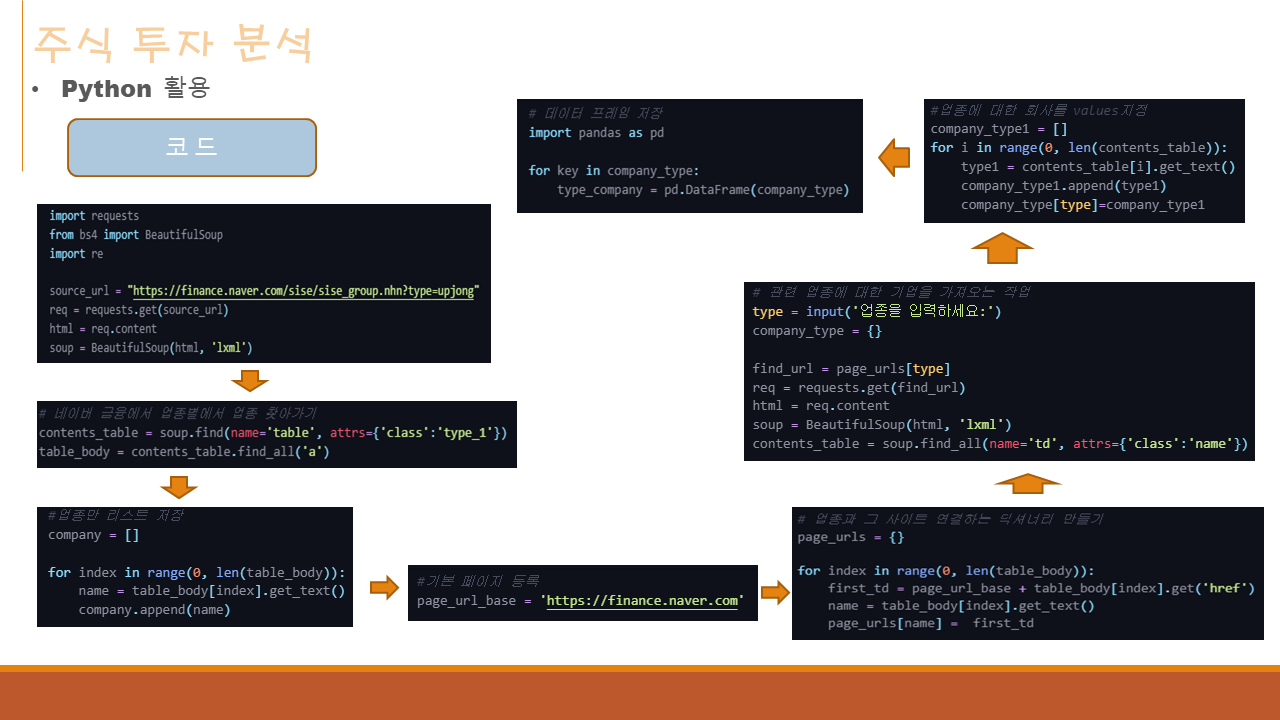 주식 투자 분석
• Python 활용
코드
import requests
from bs4 import BeautifulSoup
import re
source_url = "https://finance.naver.com/sise/sise_group.nhn?type=upjong"
req = requests.get(source_url)
html = req.content
soup = BeautifulSoup(html, 'lxml')
# 네이버 금융에서 업종별에서 업종 찾아가기
contents_table = soup.find(name='table', attrs={'class':'type_1'})
table_body = contents_table.find_all('a')
#업종만 리스트 저장
company = []
for index in range(0, len(table_body)):
    name = table_body[index].get_text()
    company.append(name)
#기본 페이지 등록
page_url_base = 'https://finance.naver.com'
# 업종과 그 사이트 연결하는 딕셔너리 만들기
page_urls = {}
for index in range(0, len(table_body)):
    first_td = page_url_base + table_body[index].get('href')
    name = table_body[index].get_text()
    page_urls[name] =  first_td
# 관련 업종에 대한 기업을 가져오는 작업
type = input('업종을 입력하세요:')
company_type = {}
find_url = page_urls[type]
req = requests.get(find_url)
html = req.content
soup = BeautifulSoup(html, 'lxml')
contents_table = soup.find_all(name='td', attrs={'class':'name'})
#업종에 대한 회사를 values지정
company_type1 = []
for i in range(0, len(contents_table)):
    type1 = contents_table[i].get_text()
    company_type1.append(type1)
    company_type[type]=company_type1
# 데이터 프레임 저장
import pandas as pd
for key in company_type:
    type_company = pd.DataFrame(company_type)